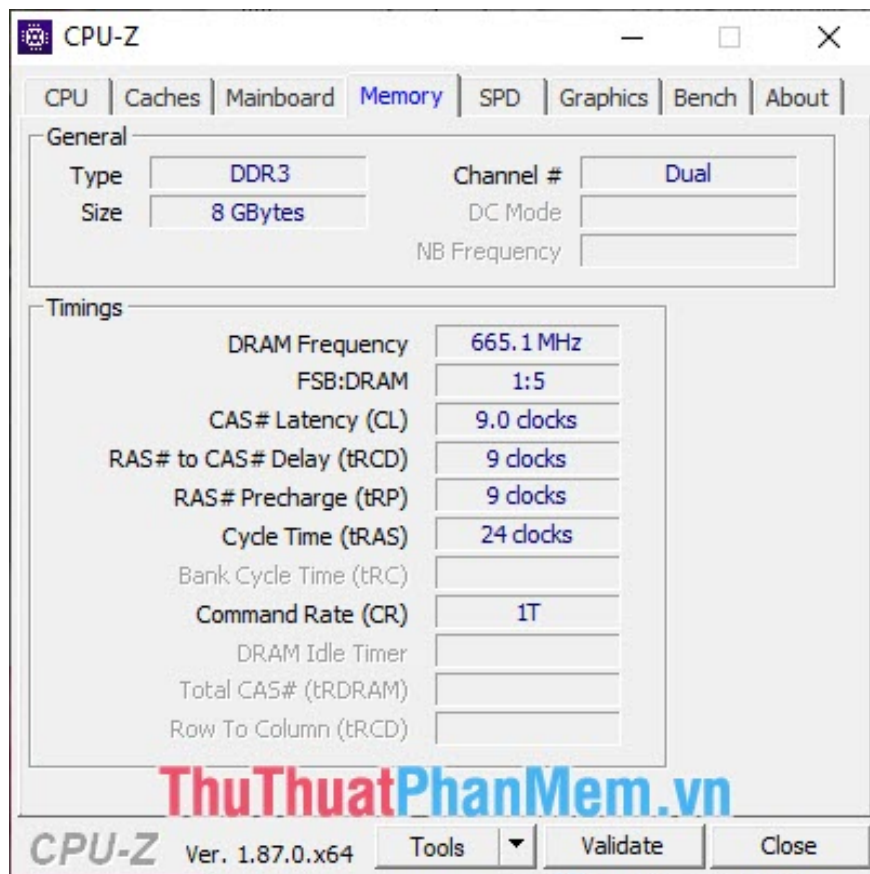 CPU-Z
CPU Caches Mainboard Memory SPD Graphics Bench About
General
Type DDR3 Channel # Dual
Size 8 GBytes DC Mode
NB Frequency
Timings
DRAM Frequency 665.1 MHz
FSB:DRAM 1:5
CAS# Latency (CL) 9.0 clocks
RAS# to CAS# Delay (tRCD) 9 clocks
RAS# Precharge (tRP) 9 clocks
Cycle Time (tRAS) 24 clocks
Bank Cycle Time (tRC)
Command Rate (CR) 1T
DRAM Idle Timer
Total CAS# (tRDRAM)
Row To Column (tRCD)
ThuThuatPhanMem.vn
CPU-Z Ver. 1.87.0.x64 Tools Validate Close